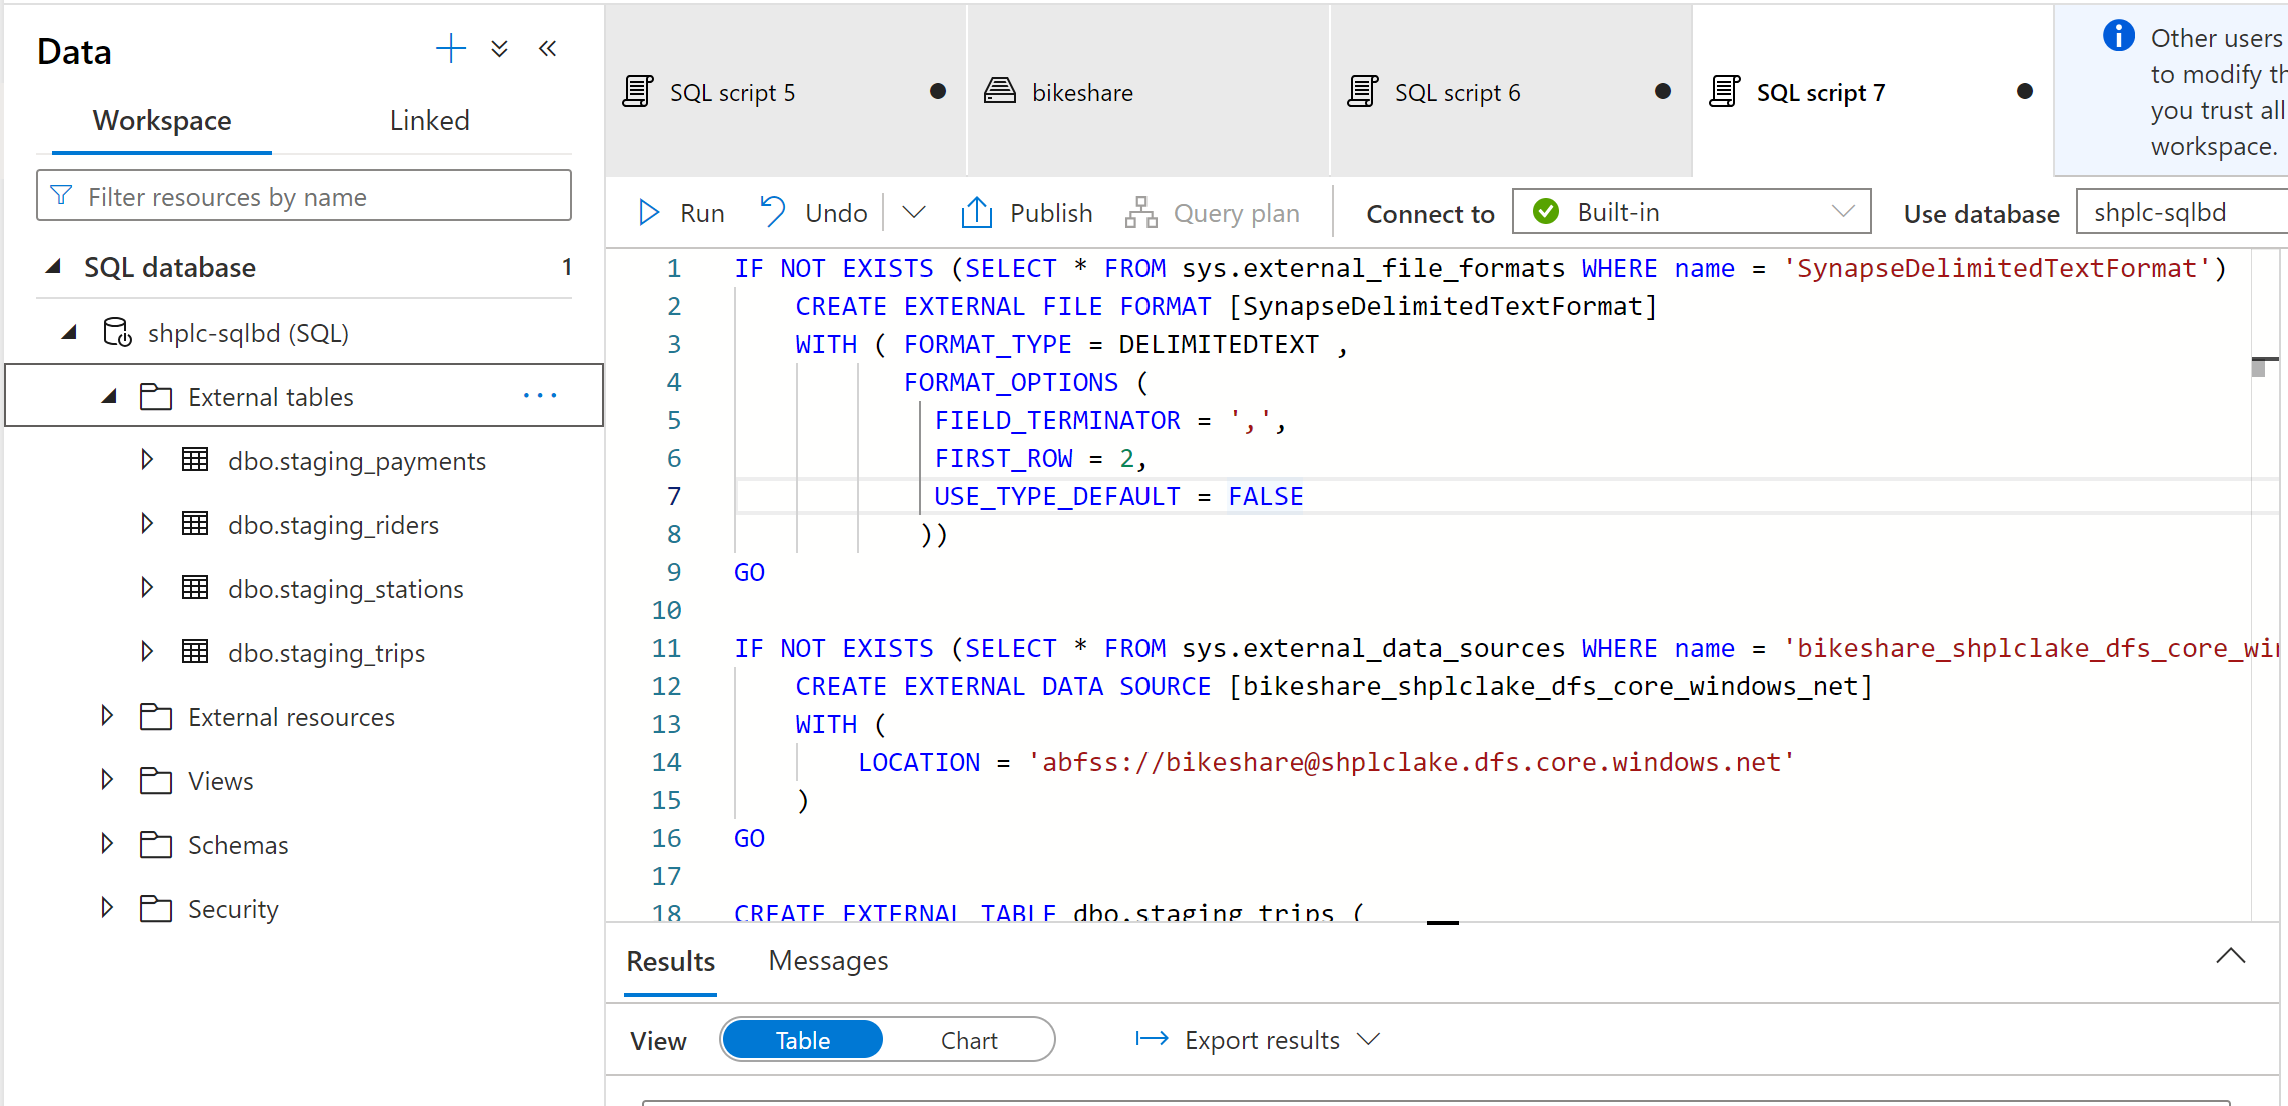 Data
Workspace
Linked
Filter resources by name
SQL database 1
shplc-sqlbd (SQL)
External tables
dbo.staging_payments
dbo.staging_riders
dbo.staging_stations
dbo.staging_trips
External resources
Views
Schemas
Security
SQL script 5
bikeshare
SQL script 6
SQL script 7
Other users
to modify th
you trust all
workspace.
Run
Undo
Publish
Query plan
Connect to
Built-in
Use database
shplc-sqlbd
1 IF NOT EXISTS (SELECT * FROM sys.external_file_formats WHERE name = 'SynapseDelimitedTextFormat')
2 CREATE EXTERNAL FILE FORMAT [SynapseDelimitedTextFormat]
3 WITH ( FORMAT_TYPE = DELIMITEDTEXT ,
4 FORMAT_OPTIONS (
5 FIELD_TERMINATOR = ',',
6 FIRST_ROW = 2,
7 USE_TYPE_DEFAULT = FALSE
8 ))
9 GO
10
11 IF NOT EXISTS (SELECT * FROM sys.external_data_sources WHERE name = 'bikeshare_shplclake_dfs_core_win
12 CREATE EXTERNAL DATA SOURCE [bikeshare_shplclake_dfs_core_windows_net]
13 WITH (
14 LOCATION = 'abfss://bikeshare@shplclake.dfs.core.windows.net'
15 )
16 GO
17
18 CREATE EXTERNAL TABLE dbo.staging_trips (
Results
Messages
View
Table
Chart
Export results